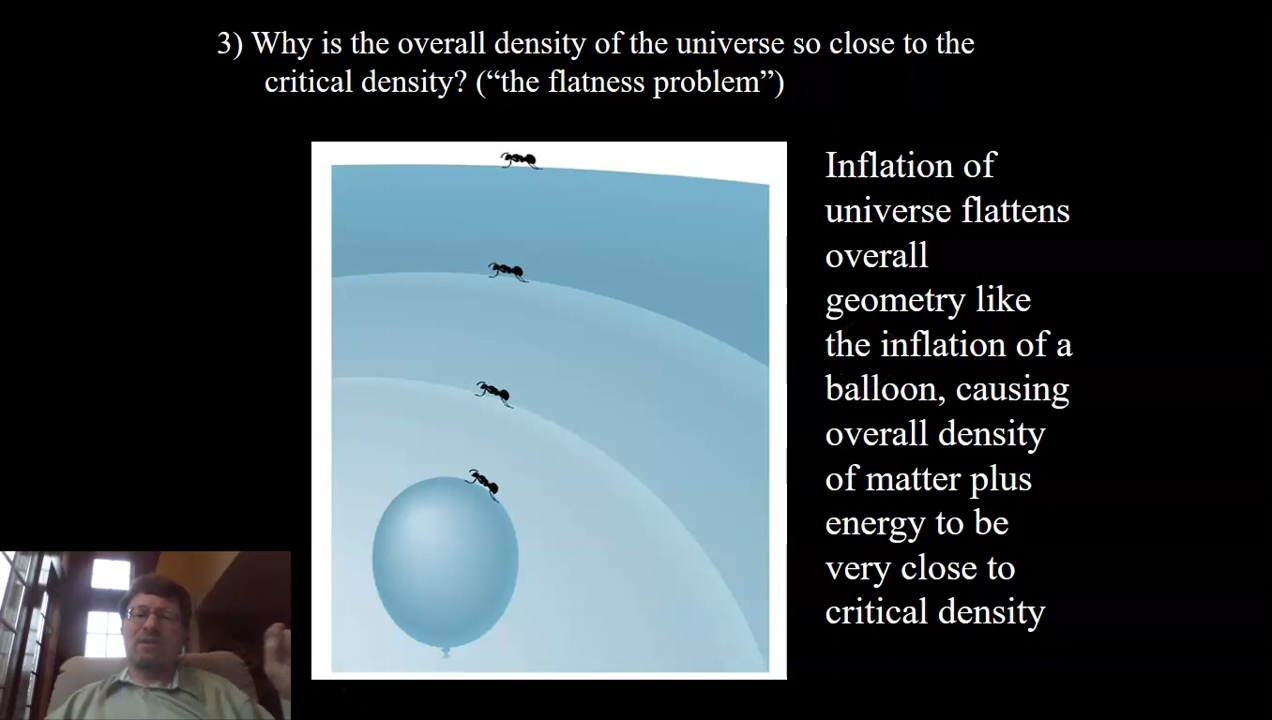 3) Why is the overall density of the universe so close to the
critical density? (“the flatness problem”)
Inflation of
universe flattens
overall
geometry like
the inflation of a
balloon, causing
overall density
of matter plus
energy to be
very close to
critical density